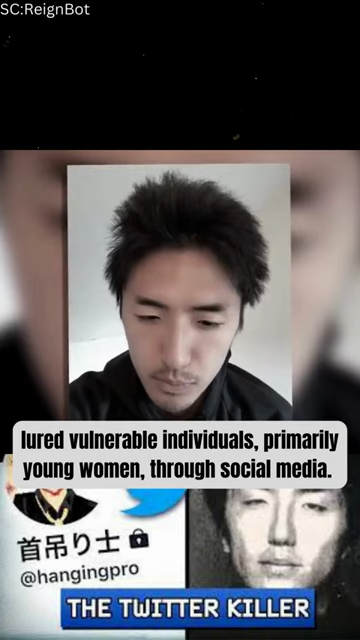 SC:ReignBot
lured vulnerable individuals, primarily
young women, through social media.
首吊り士
@hangingpro
THE TWITTER KILLER